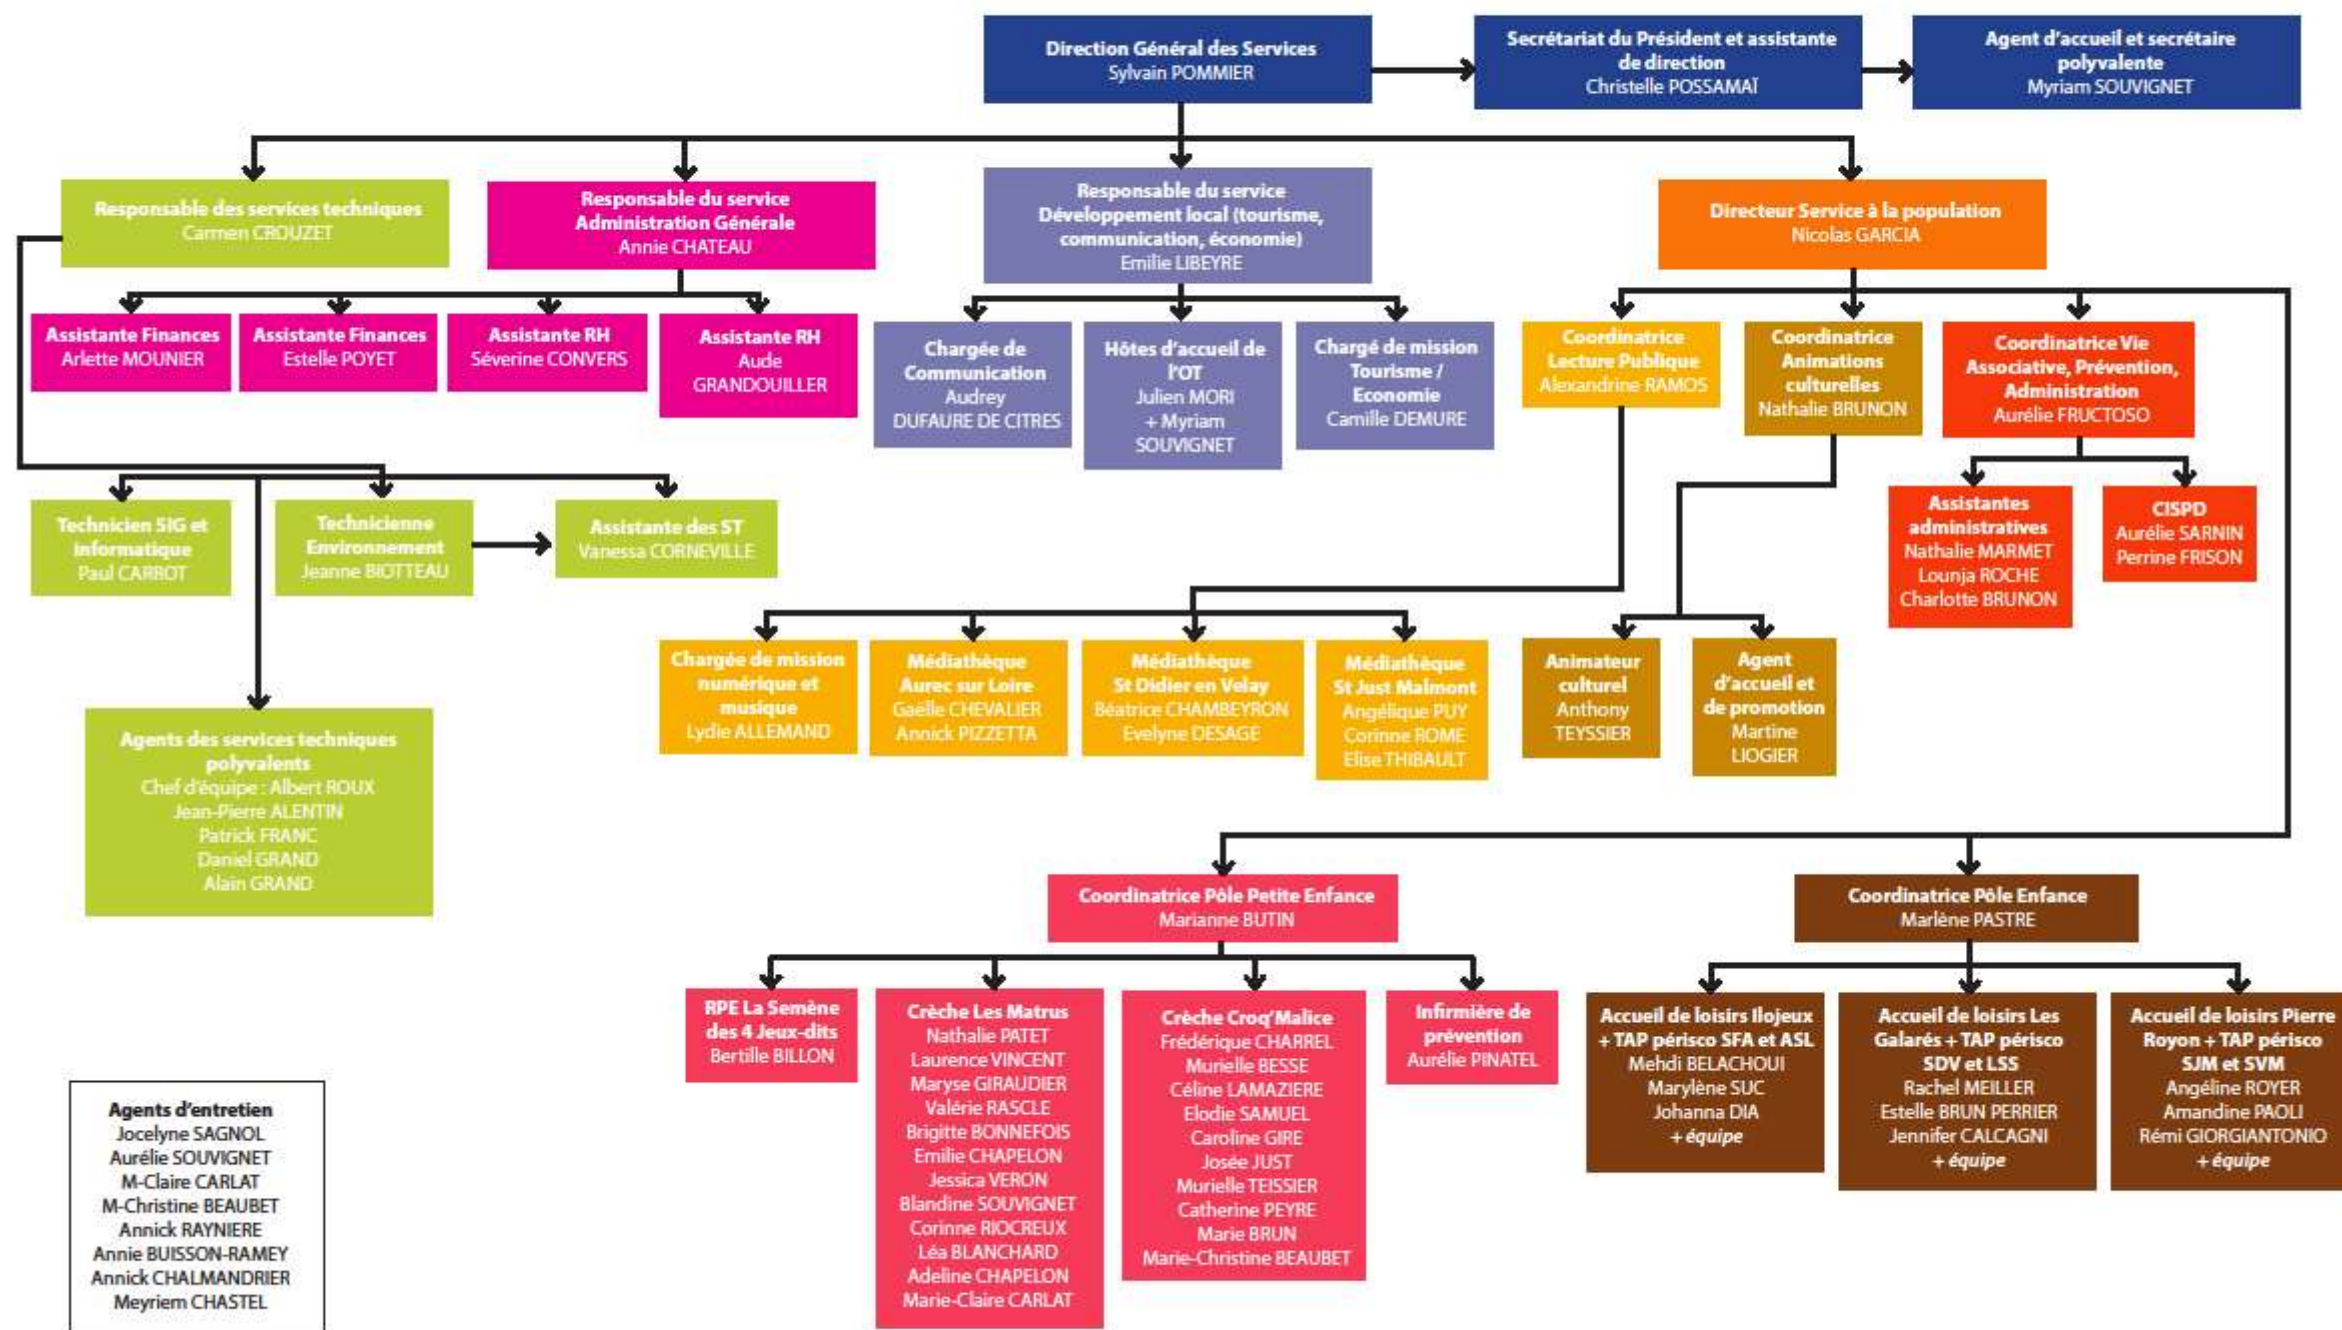 Direction Général des Services
Sylvain POMMIER
Secrétariat du Président et assistante
de direction
Christelle POSSAMAÏ
Agent d'accueil et secrétaire
polyvalente
Myriam SOUVIGNET
Responsable des services techniques
Carmen CROUZET
Responsable du service
Administration Générale
Annie CHATEAU
Responsable du service
Développement local (tourisme,
communication, économie)
Emilie LIBEYRE
Directeur Service à la population
Nicolas GARCIA
Assistante Finances
Arlette MOUNIER
Assistante Finances
Estelle POYET
Assistante RH
Séverine CONVERS
Assistante RH
Aude
GRANDOUILLER
Chargée de
Communication
Audrey
DUFAURE DE CITRES
Hôtes d'accueil de
l'OT
Julien MORI
+ Myriam
SOUVIGNET
Chargé de mission
Tourisme /
Economie
Camille DEMURE
Coordinatrice
Lecture Publique
Alexandrine RAMOS
Coordinatrice
Animations
culturelles
Nathalie BRUNON
Coordinatrice Vie
Associative, Prévention,
Administration
Aurélie FRUCTOSO
Technicien SIG et
informatique
Paul CARROT
Technicienne
Environnement
Jeanne BIOTTEAU
Assistante des ST
Vanessa CORNEVILLE
Assistantes
administratives
Nathalie MARMET
Lounja ROCHE
Charlotte BRUNON
CISPD
Aurélie SARNIN
Perrine FRISON
Chargée de mission
numérique et
musique
Lydie ALLEMAND
Médiathèque
Aurec sur Loire
Gaëlle CHEVALIER
Annick PIZZETTA
Médiathèque
St Didier en Velay
Béatrice CHAMBEYRON
Evelyne DESAGE
Médiathèque
St Just Malmont
Angélique PUY
Corinne ROME
Elise THIBAULT
Animateur
culturel
Anthony
TEYSSIER
Agent
d'accueil et
de promotion
Martine
LIOGIER
Agents des services techniques
polyvalents
Chef d'équipe : Albert ROUX
Jean-Pierre ALENTIN
Patrick FRANC
Daniel GRAND
Alain GRAND
Coordinatrice Pôle Petite Enfance
Marianne BUTIN
Coordinatrice Pôle Enfance
Marlène PASTRE
RPE La Semène
des 4 Jeux-dits
Bertille BILLON
Crèche Les Matrus
Nathalie PATET
Laurence VINCENT
Maryse GIRAUDIER
Valérie RASCLE
Brigitte BONNEFOIS
Emilie CHAPELON
Jessica VERON
Blandine SOUVIGNET
Corinne RIOCREUX
Léa BLANCHARD
Adeline CHAPELON
Marie-Claire CARLAT
Crèche Croq'Malice
Frédérique CHARREL
Murielle BESSE
Céline LAMAZIERE
Elodie SAMUEL
Caroline GIRE
Josée JUST
Murielle TEISSIER
Catherine PEYRE
Marie BRUN
Marie-Christine BEAUBET
Infirmière de
prévention
Aurélie PINATEL
Accueil de loisirs Ilojeux
+ TAP périsco SFA et ASL
Mehdi BELACHOUI
Marylène SUC
Johanna DIA
+ équipe
Accueil de loisirs Les
Galarés + TAP périsco
SDV et LSS
Rachel MEILLER
Estelle BRUN PERRIER
Jennifer CALCAGNI
+ équipe
Accueil de loisirs Pierre
Royon + TAP périsco
SJM et SVM
Angéline ROYER
Amandine PAOLI
Rémi GIORGIANTONIO
+ équipe
Agents d'entretien
Jocelyne SAGNOL
Aurélie SOUVIGNET
M-Claire CARLAT
M-Christine BEAUBET
Annick RAYNIERE
Annie BUISSON-RAMEY
Annick CHALMANDRIER
Meyriem CHASTEL